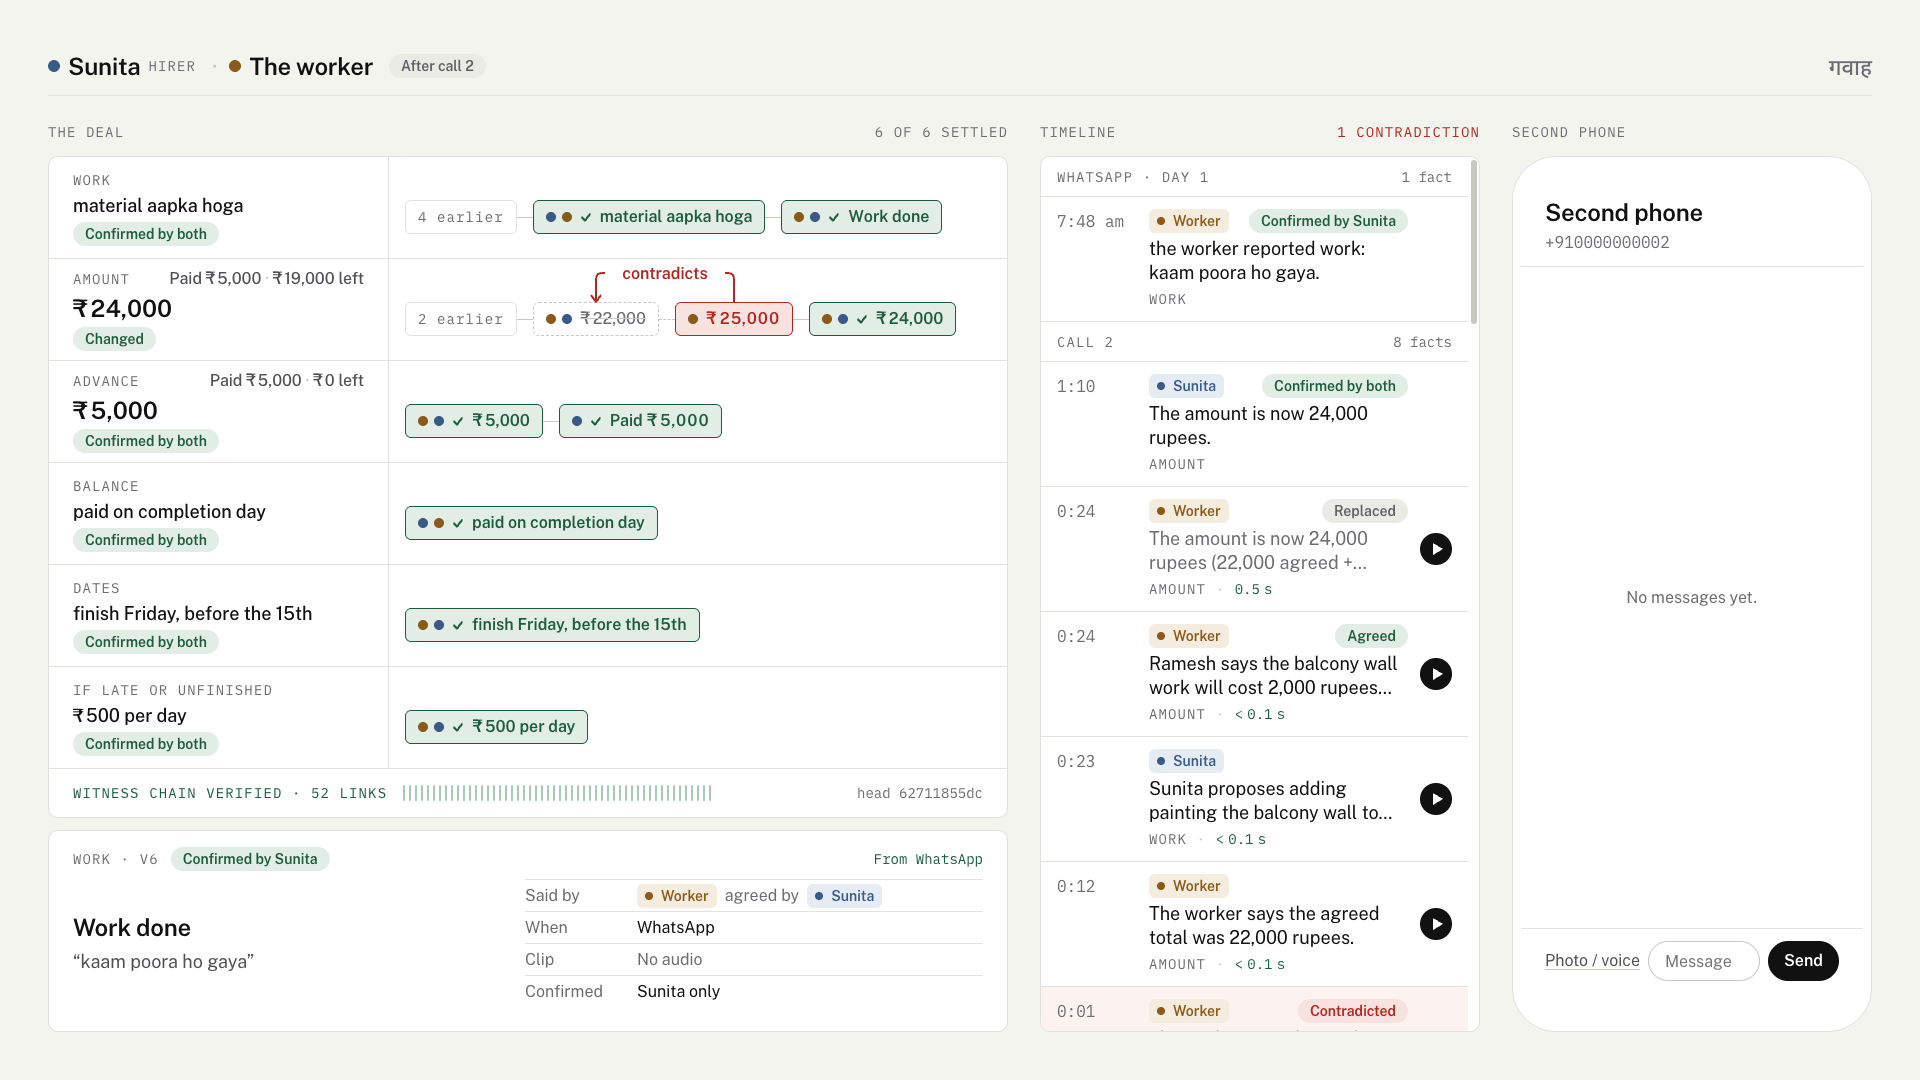 Sunita HIRER · The worker After call 2
गवाह
THE DEAL 6 OF 6 SETTLED
WORK
material aapka hoga
Confirmed by both
4 earlier material aapka hoga Work done
AMOUNT Paid ₹5,000 · ₹19,000 left
₹24,000
Changed
contradicts
2 earlier ₹22,000 ₹25,000 ₹24,000
ADVANCE Paid ₹5,000 · ₹0 left
₹5,000
Confirmed by both
₹5,000 Paid ₹5,000
BALANCE
paid on completion day
Confirmed by both
paid on completion day
DATES
finish Friday, before the 15th
Confirmed by both
finish Friday, before the 15th
IF LATE OR UNFINISHED
₹500 per day
Confirmed by both
₹500 per day
WITNESS CHAIN VERIFIED · 52 LINKS head 62711855dc
WORK · V6 Confirmed by Sunita From WhatsApp
Work done
“kaam poora ho gaya”
Said by Worker agreed by Sunita
When WhatsApp
Clip No audio
Confirmed Sunita only
TIMELINE 1 CONTRADICTION
WHATSAPP · DAY 1 1 fact
7:48 am Worker Confirmed by Sunita
the worker reported work:
kaam poora ho gaya.
WORK
CALL 2 8 facts
1:10 Sunita Confirmed by both
The amount is now 24,000
rupees.
AMOUNT
0:24 Worker Replaced
The amount is now 24,000
rupees (22,000 agreed +…
AMOUNT · 0.5 s
0:24 Worker Agreed
Ramesh says the balcony wall
work will cost 2,000 rupees…
AMOUNT · <0.1 s
0:23 Sunita
Sunita proposes adding
painting the balcony wall to…
WORK · <0.1 s
0:12 Worker
The worker says the agreed
total was 22,000 rupees.
AMOUNT · <0.1 s
0:01 Worker Contradicted
SECOND PHONE
Second phone
+910000000002
No messages yet.
Photo / voice Message Send